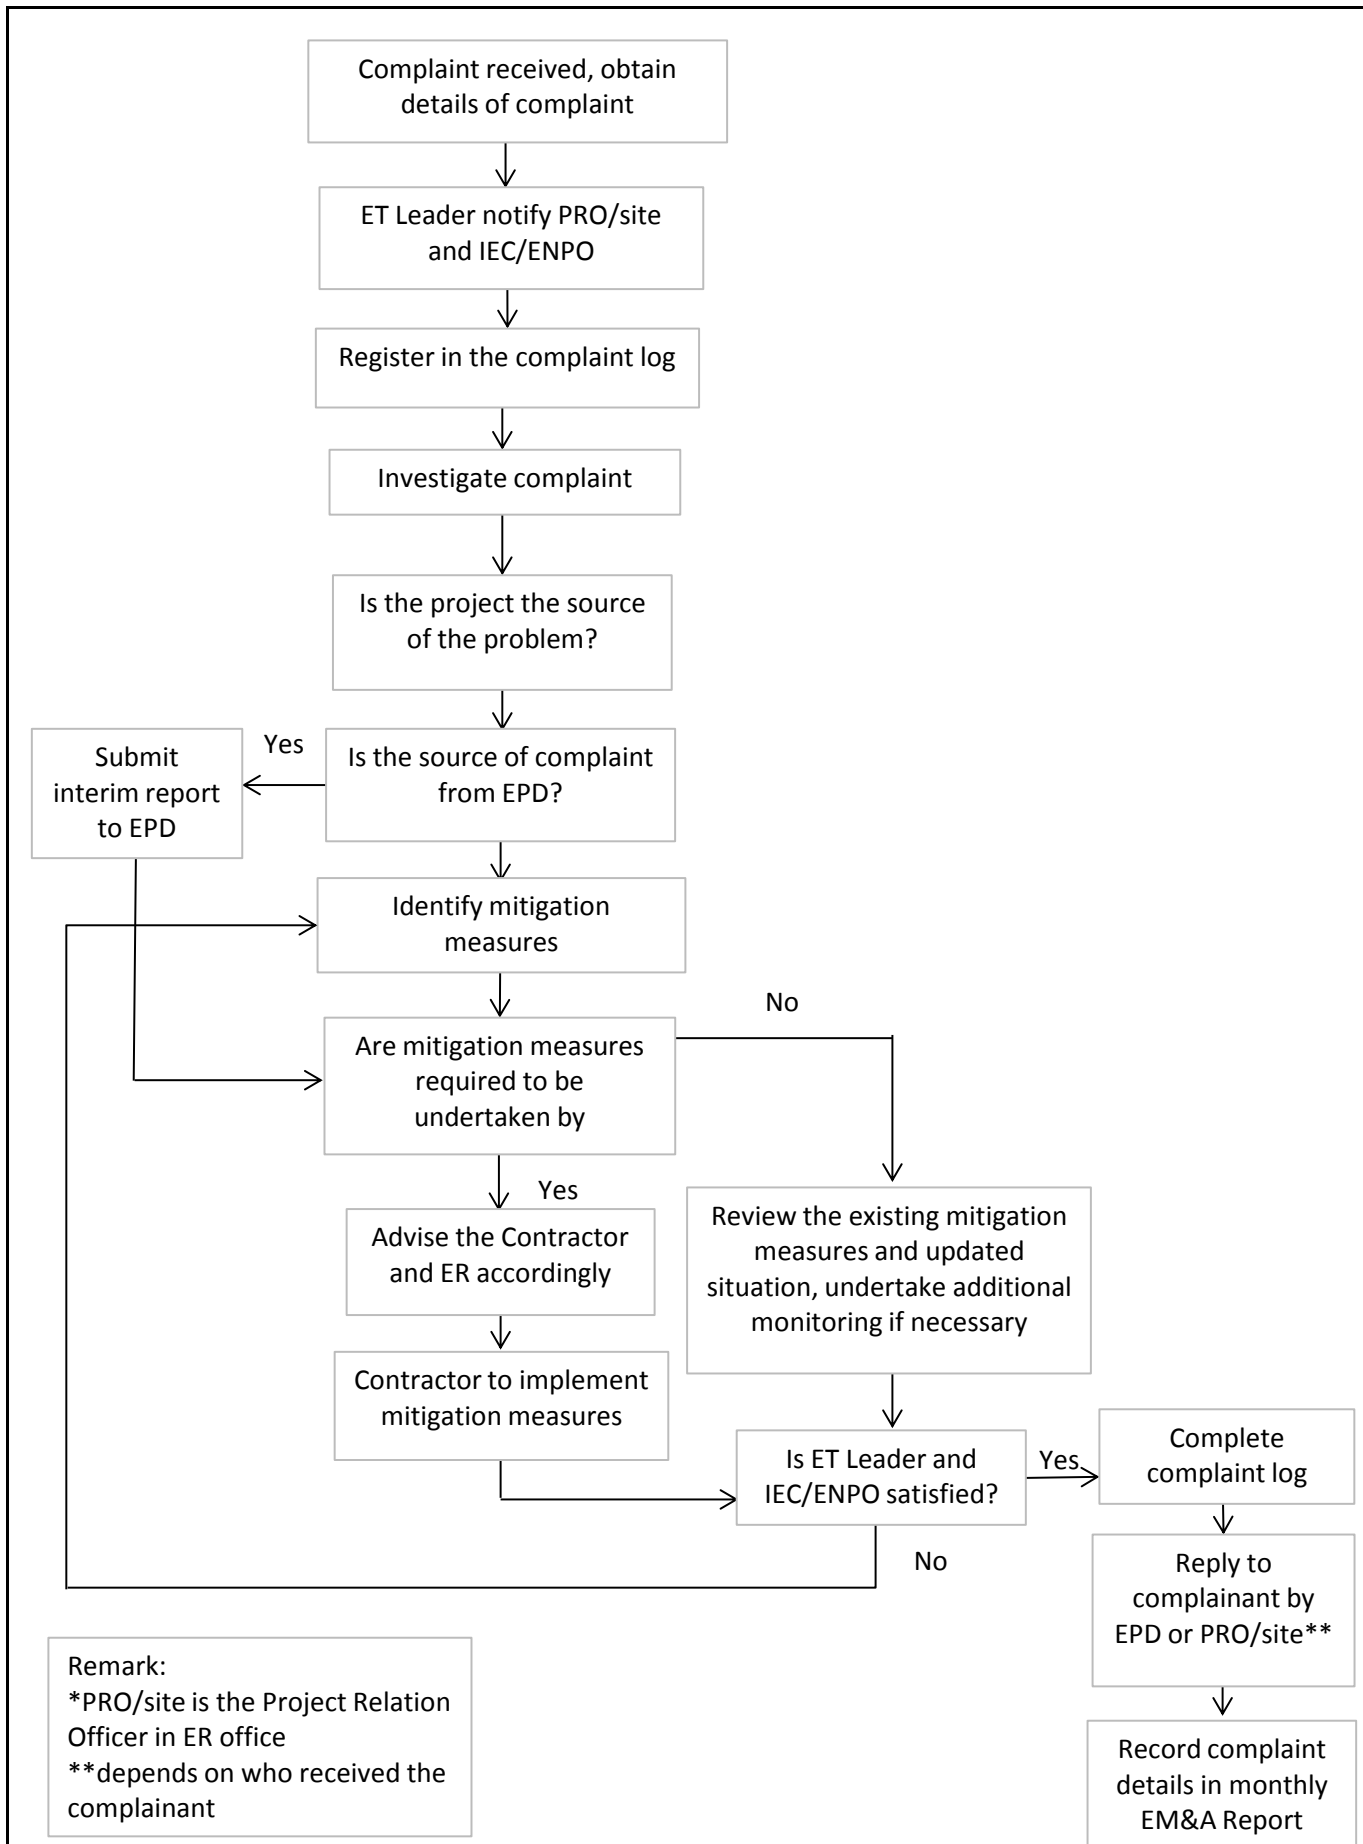 Complaint received, obtain
details of complaint
ET Leader notify PRO/site
and IEC/ENPO
Register in the complaint log
Investigate complaint
Is the project the source
of the problem?
Submit
interim report
to EPD
Yes
Is the source of complaint
from EPD?
Identify mitigation
measures
No
Are mitigation measures
required to be
undertaken by
Yes
Advise the Contractor
and ER accordingly
Review the existing mitigation
measures and updated
situation, undertake additional
monitoring if necessary
Contractor to implement
mitigation measures
Is ET Leader and
IEC/ENPO satisfied?
Yes
Complete
complaint log
No
Reply to
complainant by
EPD or PRO/site**
Remark:
*PRO/site is the Project Relation
Officer in ER office
**depends on who received the
complainant
Record complaint
details in monthly
EM&A Report